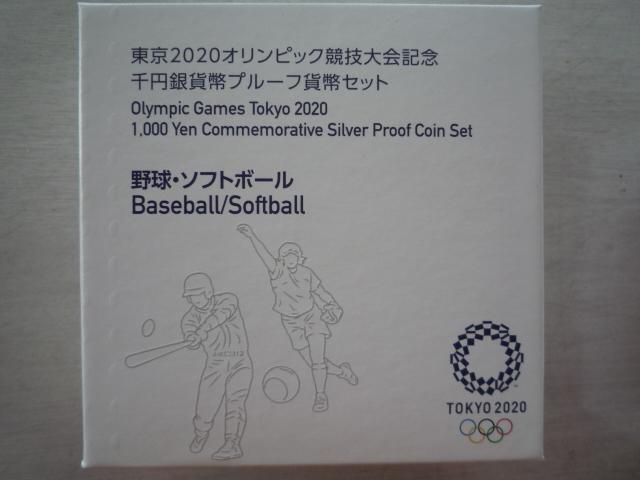 東京2020オリンピック競技大会記念
千円銀貨幣プルーフ貨幣セット
Olympic Games Tokyo 2020
1,000 Yen Commemorative Silver Proof Coin Set
野球・ソフトボール
Baseball/Softball
TOKYO 2020